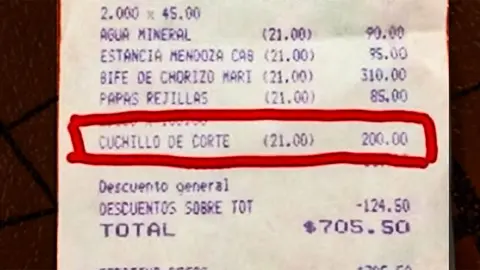 2.000 x 45.00
AGUA MINERAL (21.00) 90.00
ESTANCIA MENDOZA CAB (21.00) 95.00
BIFE DE CHORIZO MARI (21.00) 310.00
PAPAS REJILLAS (21.00) 85.00
CUCHILLO DE CORTE (21.00) 200.00
Descuento general
DESCUENTOS SOBRE TOT -124.50
TOTAL $705.50